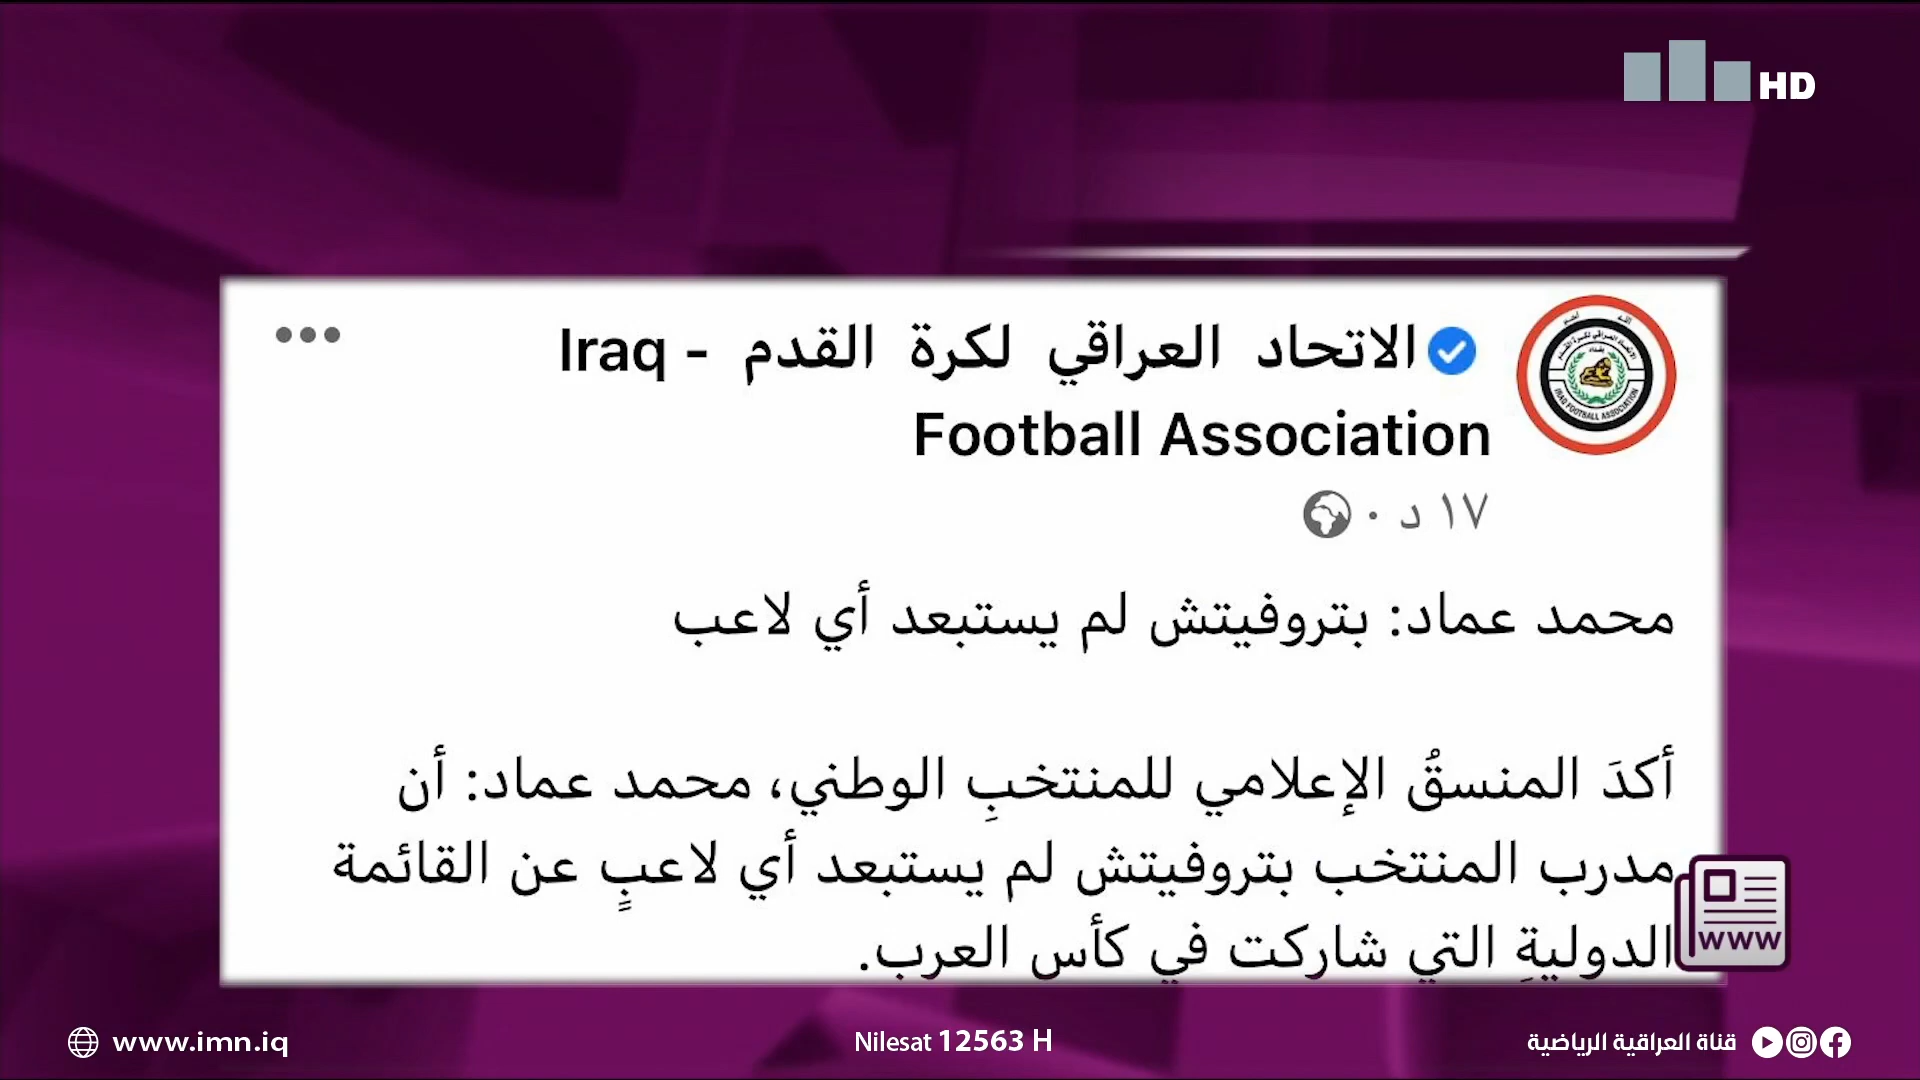 HD
الاتحاد العراقي لكرة القدم - Iraq
Football Association
١٧ د ·
محمد عماد: بتروفيتش لم يستبعد أي لاعب
أكدَ المنسقُ الإعلامي للمنتخبِ الوطني، محمد عماد: أن
مدرب المنتخب بتروفيتش لم يستبعد أي لاعبٍ عن القائمة
الدوليةِ التي شاركت في كأس العرب.
www
www.imn.iq
Nilesat 12563 H
قناة العراقية الرياضية